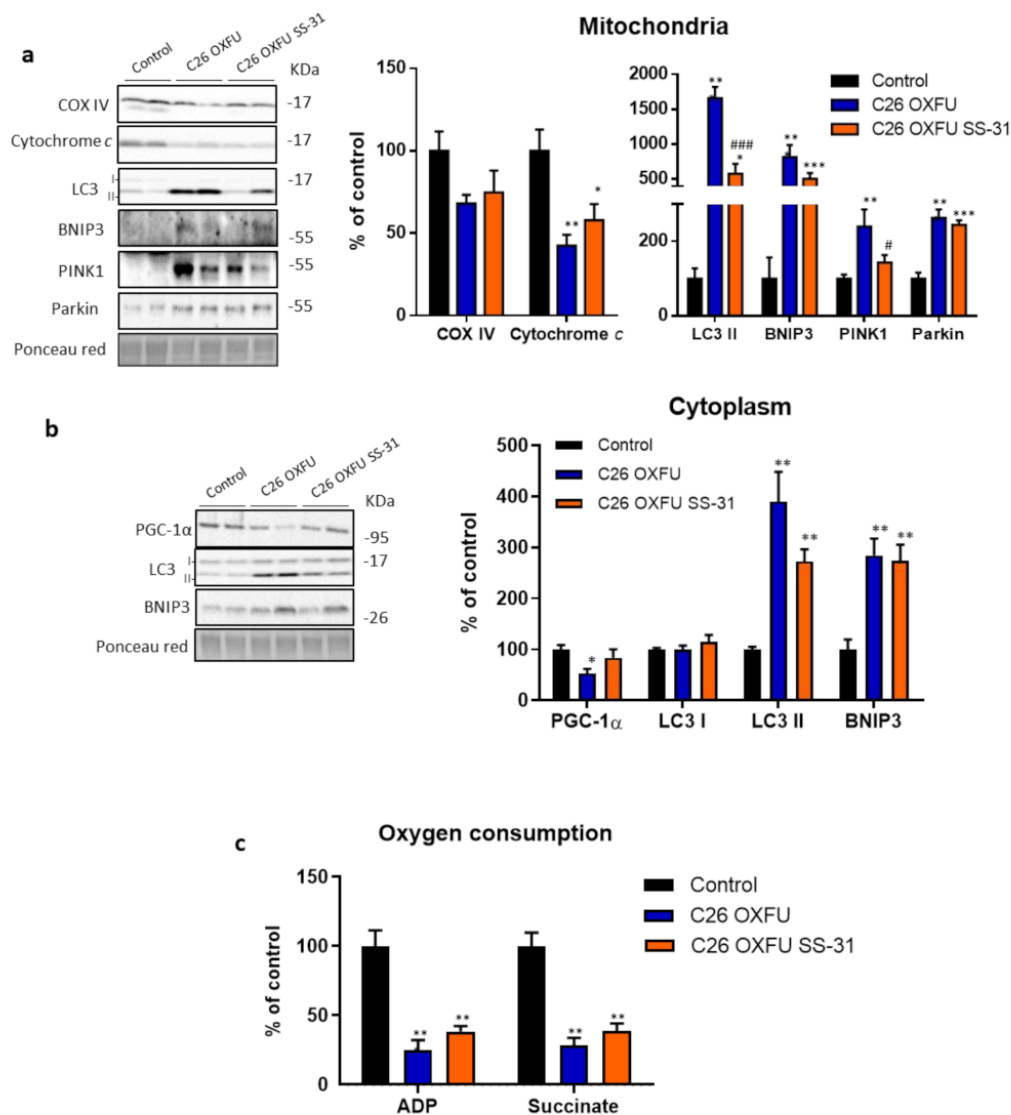 a
Control
C26 OXFU
C26 OXFU SS-31
KDa
COX IV
-17
Cytochrome c
-17
LC3
I
II
-17
BNIP3
-55
PINK1
-55
Parkin
-55
Ponceau red
Mitochondria
% of control
150
100
50
0
** *
COX IV Cytochrome c
2000
1500
1000
500
200
0
Control
C26 OXFU
C26 OXFU SS-31
**
###
*
**
***
**
#
**
***
LC3 II BNIP3 PINK1 Parkin
b
Control
C26 OXFU
C26 OXFU SS-31
KDa
PGC-1α
-95
LC3
I
II
-17
BNIP3
-26
Ponceau red
Cytoplasm
% of control
500
400
300
200
100
0
Control
C26 OXFU
C26 OXFU SS-31
*
**
**
**
**
PGC-1α LC3 I LC3 II BNIP3
c
Oxygen consumption
% of control
150
100
50
0
Control
C26 OXFU
C26 OXFU SS-31
**
**
**
**
ADP Succinate